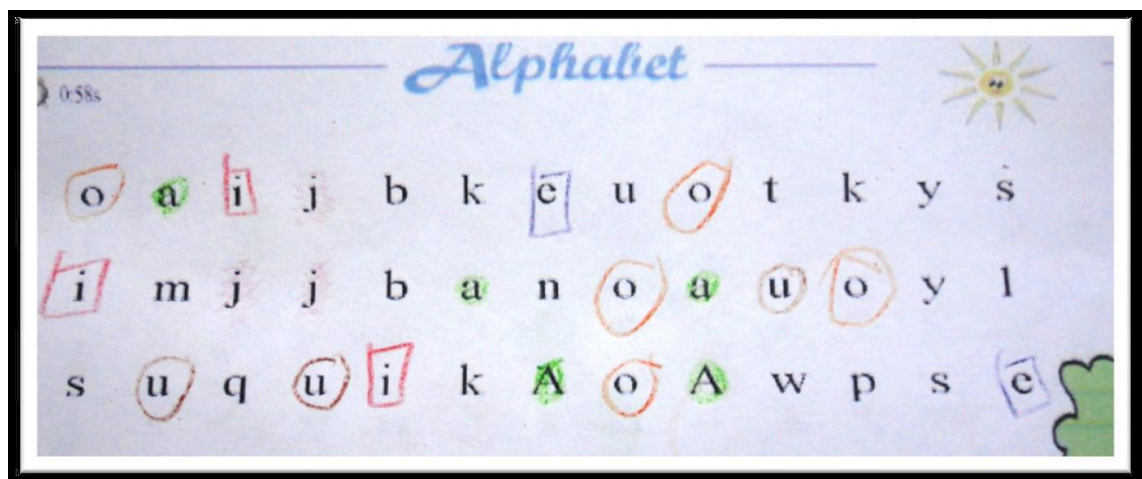 Alphabet
0:58s
o a i j b k e u o t k y s
i m j j b a n o a u o y l
s u q u i k A o A w p s e